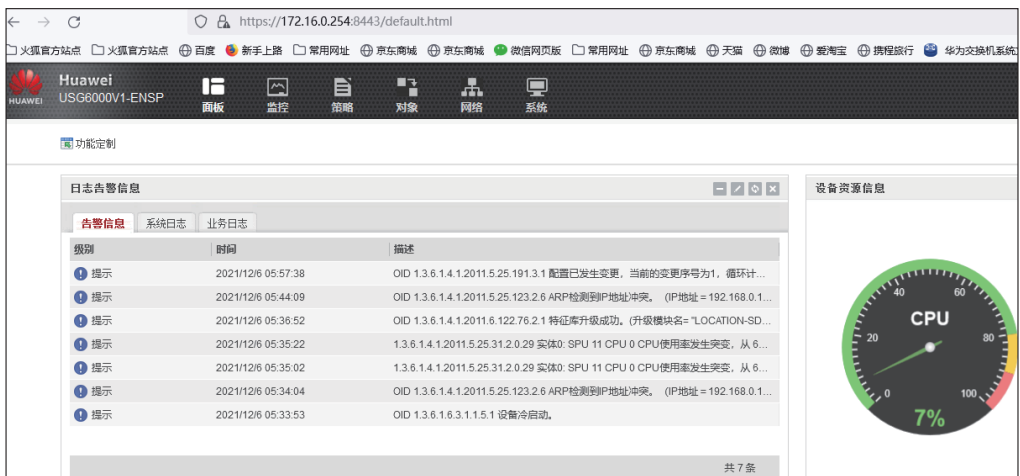 https://172.16.0.254:8443/default.html
火狐官方站点 火狐官方站点 百度 新手上路 常用网址 京东商城 京东商城 微信网页版 常用网址 京东商城 天猫 微博 爱淘宝 携程旅行 华为交换机系统
HUAWEI
Huawei
USG6000V1-ENSP
面板 监控 策略 对象 网络 系统
功能定制
日志告警信息
设备资源信息
告警信息 系统日志 业务日志
级别 时间 描述
提示 2021/12/6 05:57:38 OID 1.3.6.1.4.1.2011.5.25.191.3.1 配置已发生变更，当前的变更序号为1，循环计...
提示 2021/12/6 05:44:09 OID 1.3.6.1.4.1.2011.5.25.123.2.6 ARP检测到IP地址冲突。 (IP地址 = 192.168.0.1...
提示 2021/12/6 05:36:52 OID 1.3.6.1.4.1.2011.6.122.76.2.1 特征库升级成功。(升级模块名= "LOCATION-SD...
提示 2021/12/6 05:35:22 1.3.6.1.4.1.2011.5.25.31.2.0.29 实体0: SPU 11 CPU 0 CPU使用率发生突变，从 6...
提示 2021/12/6 05:35:02 1.3.6.1.4.1.2011.5.25.31.2.0.29 实体0: SPU 11 CPU 0 CPU使用率发生突变，从 6...
提示 2021/12/6 05:34:04 OID 1.3.6.1.4.1.2011.5.25.123.2.6 ARP检测到IP地址冲突。 (IP地址 = 192.168.0.1...
提示 2021/12/6 05:33:53 OID 1.3.6.1.6.3.1.1.5.1 设备冷启动。
共 7 条
40 60
CPU
20 80
0 100
7%